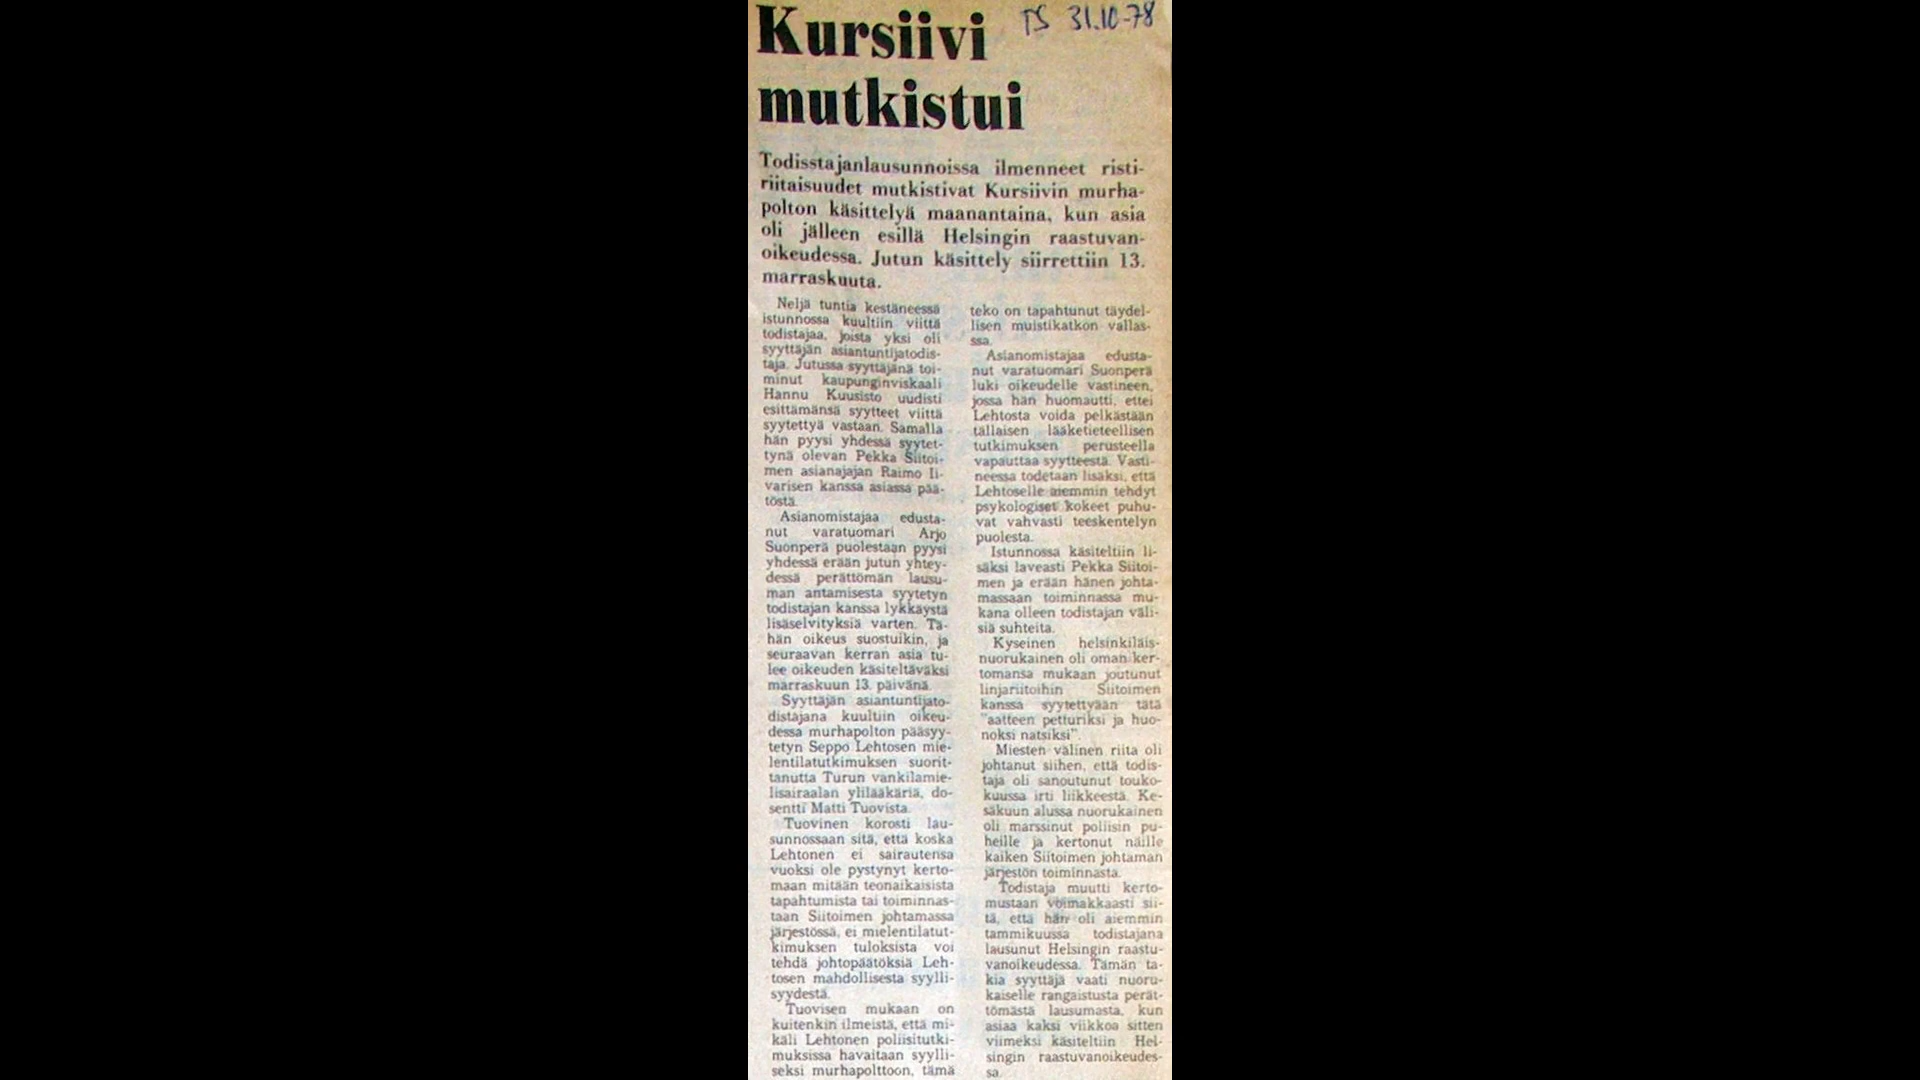 Kursiivi
mutkistui
TS 31.10-78
Todisstajanlausunnoissa ilmenneet risti-
riitaisuudet mutkistivat Kursiivin murha-
polton käsittelyä maanantaina, kun asia
oli jälleen esillä Helsingin raastuvan-
oikeudessa. Jutun käsittely siirrettiin 13.
marraskuuta.
Neljä tuntia kestäneessä
istunnossa kuultiin viittä
todistajaa, joista yksi oli
syyttäjän asiantuntijatodis-
taja. Jutussa syyttäjänä toi-
minut kaupunginviskaali
Hannu Kuusisto uudisti
esittämänsä syytteet viittä
syytettyä vastaan. Samalla
hän pyysi yhdessä syytet-
tynä olevan Pekka Siitoi-
men asianajajan Raimo Ii-
varisen kanssa asiassa pää-
töstä.
Asianomistajaa edusta-
nut varatuomari Arjo
Suonperä puolestaan pyysi
yhdessä erään jutun yhtey-
dessä perättömän lausu-
man antamisesta syytetyn
todistajan kanssa lykkäystä
lisäselvityksiä varten. Tä-
hän oikeus suostuikin, ja
seuraavan kerran asia tu-
lee oikeuden käsiteltäväksi
marraskuun 13. päivänä.
Syyttäjän asiantuntijato-
distajana kuultiin oikeu-
dessa murhapolton pääsyy-
tetyn Seppo Lehtosen mie-
lentilatutkimuksen suorit-
tanutta Turun vankilamie-
lisairaalan ylilääkäriä, do-
sentti Matti Tuovista.
Tuovinen korosti lau-
sunnossaan sitä, että koska
Lehtonen ei sairautensa
vuoksi ole pystynyt kerto-
maan mitään teonaikaisista
tapahtumista tai toiminnas-
taan Siitoimen johtamassa
järjestössä, ei mielentilatut-
kimuksen tuloksista voi
tehdä johtopäätöksiä Leh-
tosen mahdollisesta syylli-
syydestä.
Tuovisen mukaan on
kuitenkin ilmeistä, että mi-
käli Lehtonen poliisitutki-
muksissa havaitaan syylli-
seksi murhapolttoon, tämä
teko on tapahtunut täydel-
lisen muistikatkon vallas-
sa.
Asianomistajaa edusta-
nut varatuomari Suonperä
luki oikeudelle vastineen,
jossa hän huomautti, ettei
Lehtosta voida pelkästään
tällaisen lääketieteellisen
tutkimuksen perusteella
vapauttaa syytteestä. Vasti-
neessa todetaan lisäksi, että
Lehtoselle aiemmin tehdyt
psykologiset kokeet puhu-
vat vahvasti teeskentelyn
puolesta.
Istunnossa käsiteltiin li-
säksi laveasti Pekka Siitoi-
men ja erään hänen johta-
massaan toiminnassa mu-
kana olleen todistajan väli-
siä suhteita.
Kyseinen helsinkiläis-
nuorukainen oli oman ker-
tomansa mukaan joutunut
linjariitoihin Siitoimen
kanssa syytettyään tätä
"aatteen petturiksi ja huo-
noksi natsiksi".
Miesten välinen riita oli
johtanut siihen, että todis-
taja oli sanoutunut touko-
kuussa irti liikkeestä. Ke-
säkuun alussa nuorukainen
oli marssinut poliisin pu-
heille ja kertonut näille
kaiken Siitoimen johtaman
järjestön toiminnasta.
Todistaja muutti kerto-
mustaan voimakkaasti sii-
tä, että hän oli aiemmin
tammikuussa todistajana
lausunut Helsingin raastu-
vanoikeudessa. Tämän ta-
kia syyttäjä vaati nuoru-
kaiselle rangaistusta perät-
tömästä lausumasta, kun
asiaa kaksi viikkoa sitten
viimeksi käsiteltiin Hel-
singin raastuvanoikeudes-
sa.